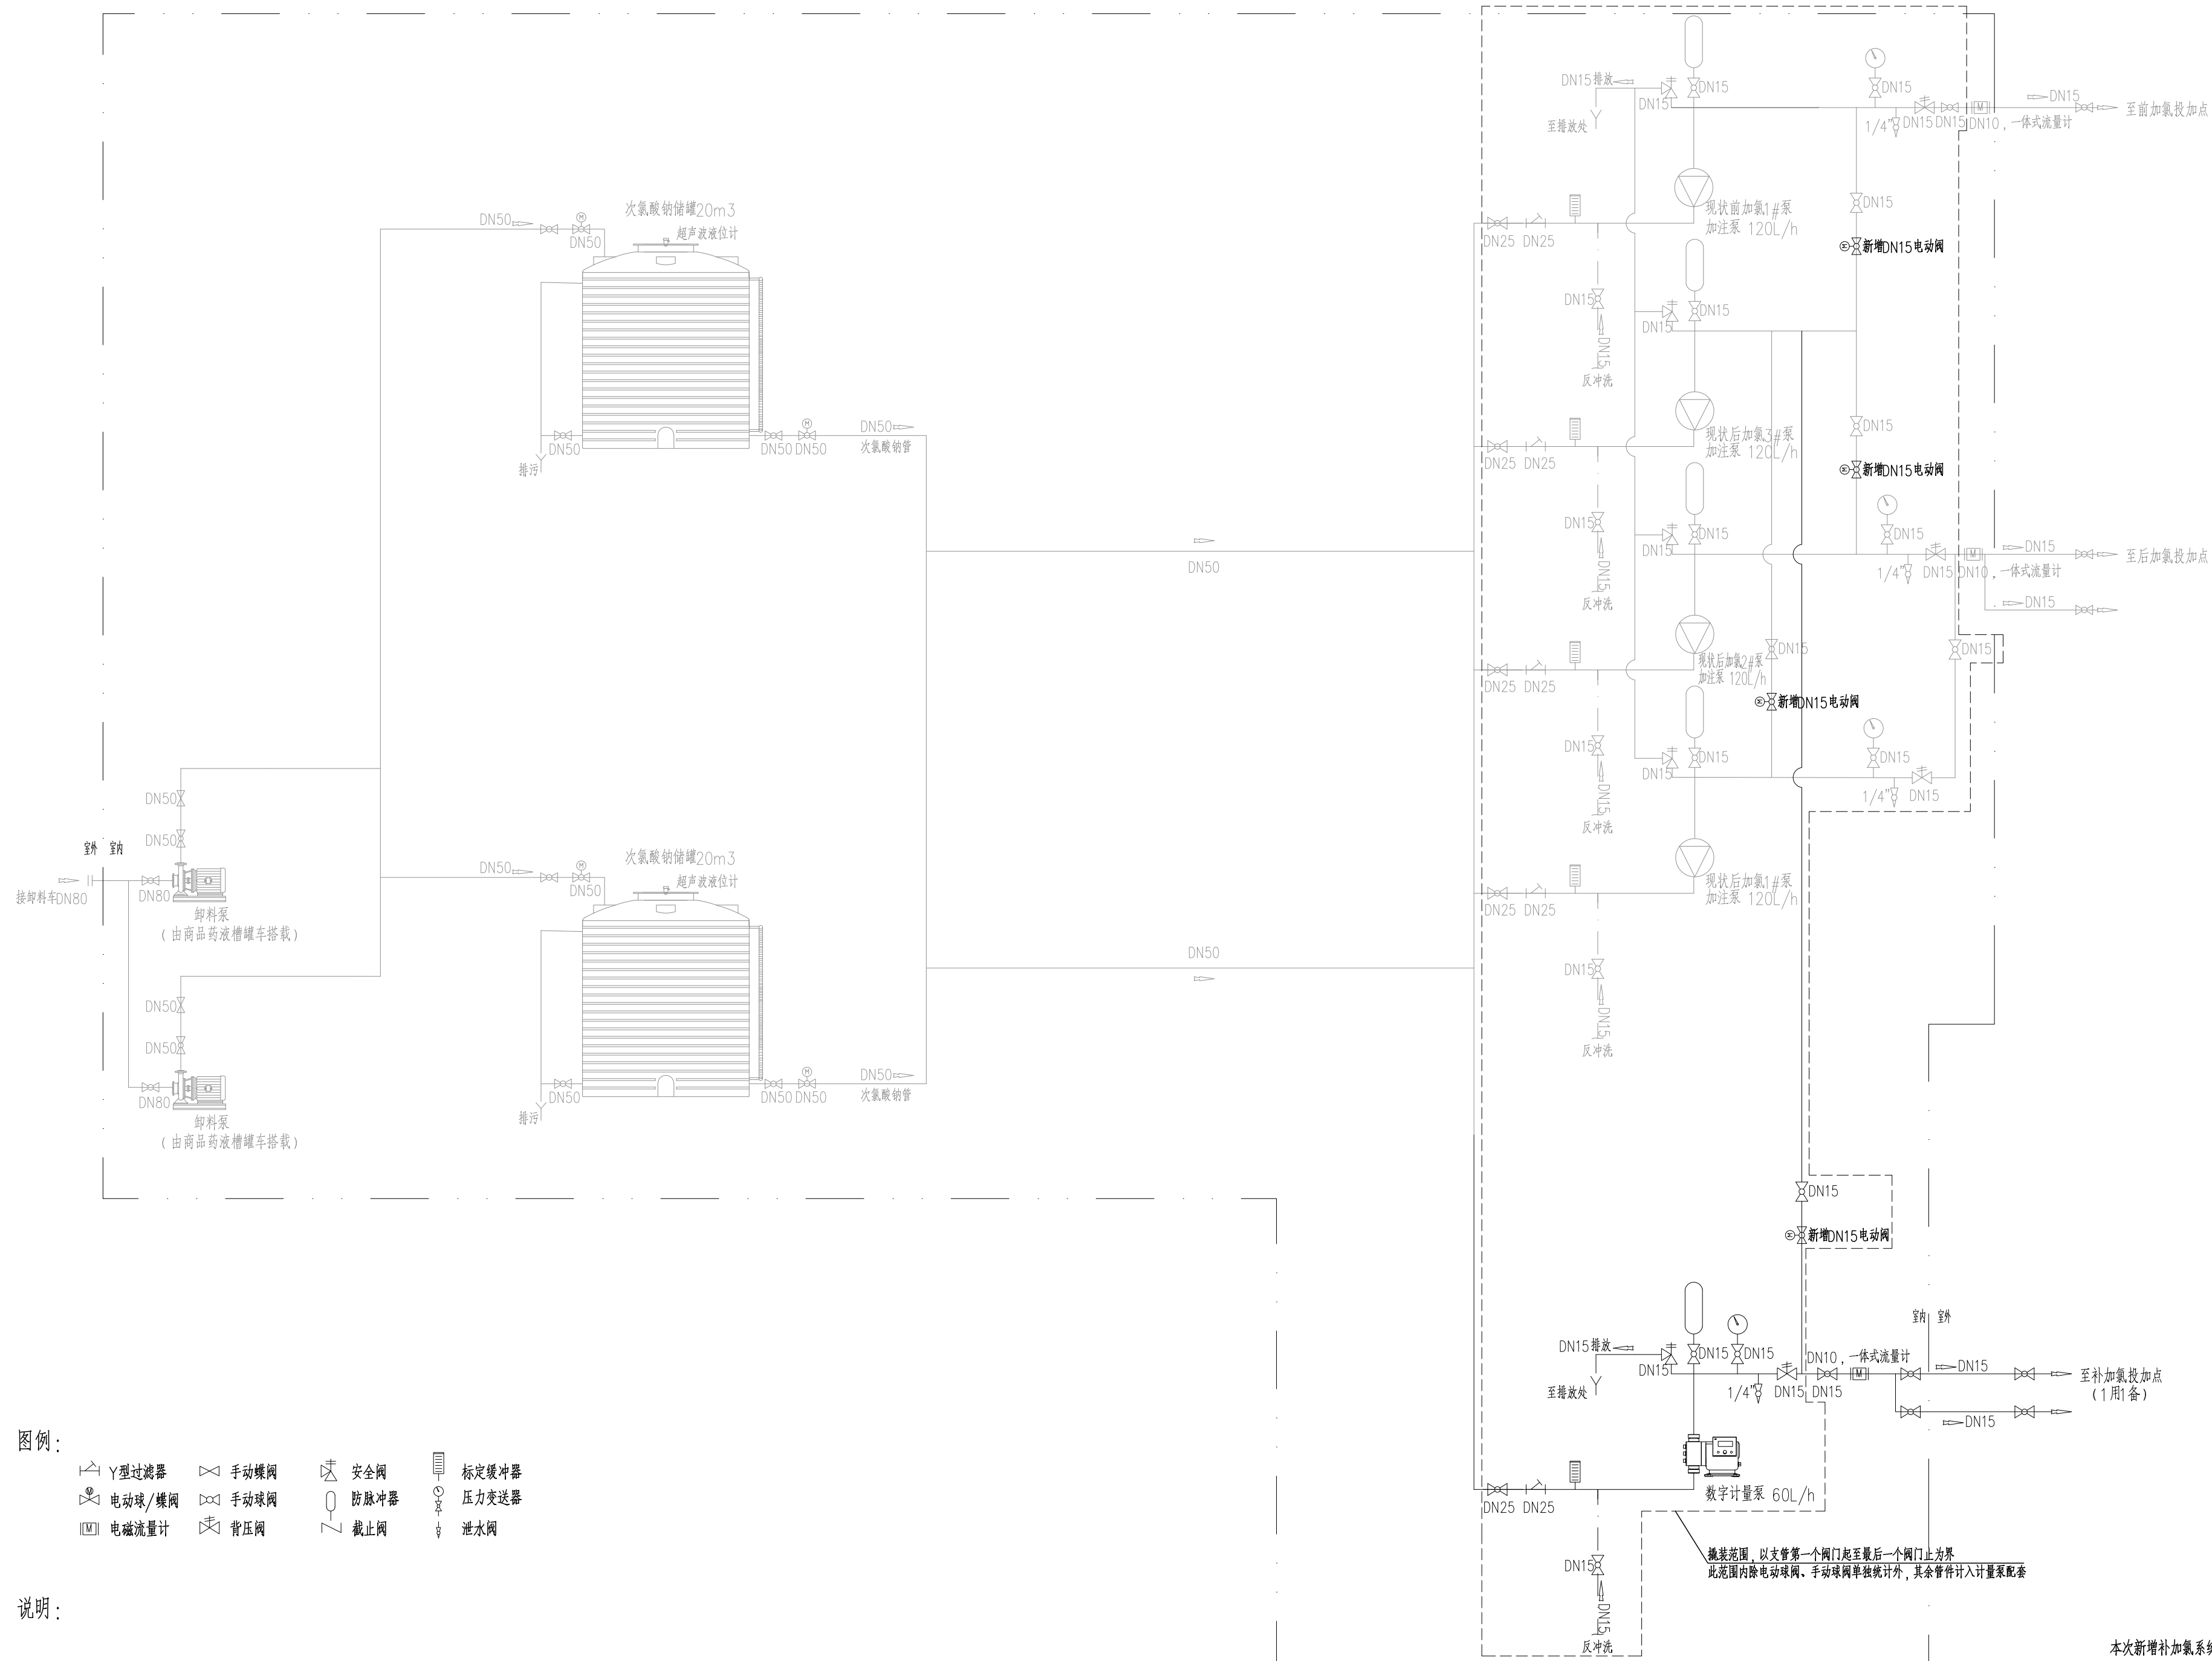 DN15排放
至排放处
DN15
DN15
DN15
1/4"
DN15
DN15
DN10，一体式流量计
DN15
至前加氯投加点
DN25
DN25
现状前加氯1#泵
加注泵 120L/h
DN15
新增DN15电动阀
DN15
DN15
反冲洗
DN15
DN15
DN25
DN25
现状后加氯3#泵
加注泵 120L/h
DN15
新增DN15电动阀
DN15
DN15
反冲洗
DN15
DN15
DN15
1/4"
DN15
DN10，一体式流量计
DN15
至后加氯投加点
DN15
DN25
DN25
现状后加氯2#泵
加注泵 120L/h
DN15
DN15
新增DN15电动阀
DN15
DN15
反冲洗
DN15
DN15
DN15
1/4"
DN15
DN25
DN25
现状后加氯1#泵
加注泵 120L/h
DN15
DN15
反冲洗
次氯酸钠储罐20m3
超声波液位计
DN50
DN50
DN50
排污
DN50
DN50
DN50
次氯酸钠管
DN50
次氯酸钠储罐20m3
超声波液位计
DN50
DN50
DN50
排污
DN50
DN50
DN50
次氯酸钠管
DN50
室外
室内
接卸料车DN80
DN50
DN50
DN80
卸料泵
（由商品药液槽罐车搭载）
DN50
DN50
DN80
卸料泵
（由商品药液槽罐车搭载）
DN15
新增DN15电动阀
室内
室外
DN15排放
至排放处
DN15
DN15
DN15
1/4"
DN15
DN15
DN10，一体式流量计
DN15
DN15
至补加氯投加点
（1用1备）
数字计量泵 60L/h
DN25
DN25
DN15
DN15
反冲洗
撬装范围，以支管第一个阀门起至最后一个阀门止为界
此范围内除电动球阀、手动球阀单独统计外，其余管件计入计量泵配套
图例：
Y型过滤器
手动蝶阀
安全阀
标定缓冲器
电动球/蝶阀
手动球阀
防脉冲器
压力变送器
电磁流量计
背压阀
截止阀
泄水阀
说明：
本次新增补加氯系统